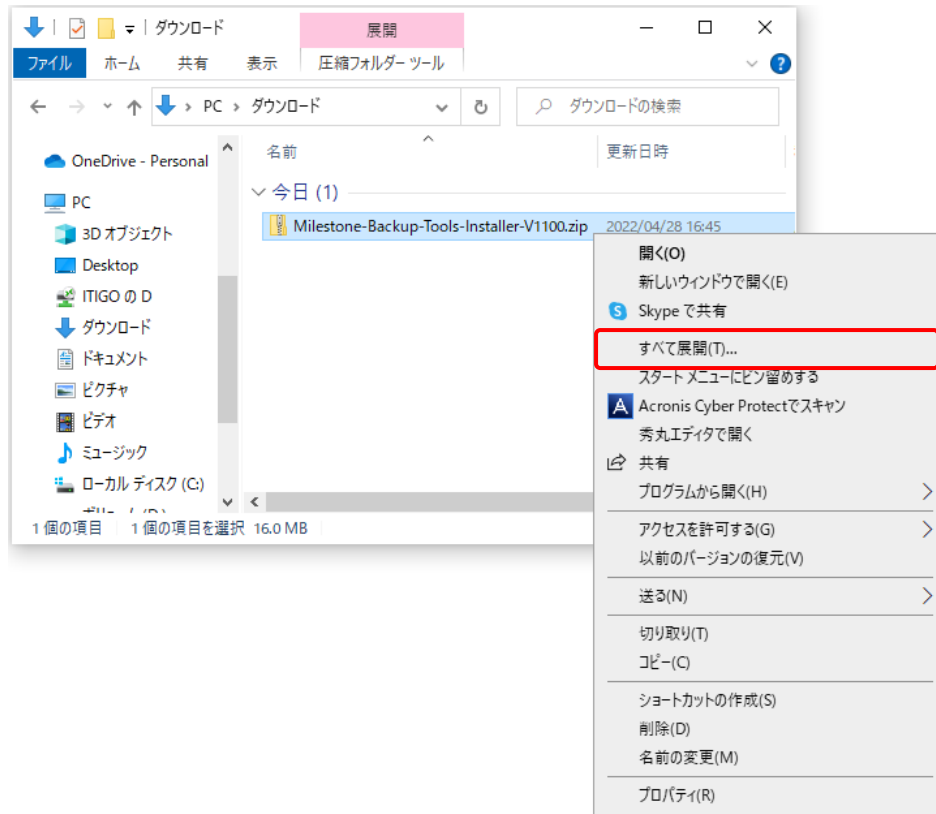 ダウンロード
展開
ファイル ホーム 共有 表示 圧縮フォルダー ツール
PC ダウンロード
ダウンロードの検索
名前 更新日時
OneDrive - Personal
今日 (1)
PC
Milestone-Backup-Tools-Installer-V1100.zip 2022/04/28 16:45
3D オブジェクト
Desktop
ITIGO の D
ダウンロード
ドキュメント
ピクチャ
ビデオ
ミュージック
ローカル ディスク (C:)
1 個の項目 1 個の項目を選択 16.0 MB
開く(O)
新しいウィンドウで開く(E)
Skype で共有
すべて展開(T)...
スタート メニューにピン留めする
Acronis Cyber Protectでスキャン
秀丸エディタで開く
共有
プログラムから開く(H)
アクセスを許可する(G)
以前のバージョンの復元(V)
送る(N)
切り取り(T)
コピー(C)
ショートカットの作成(S)
削除(D)
名前の変更(M)
プロパティ(R)